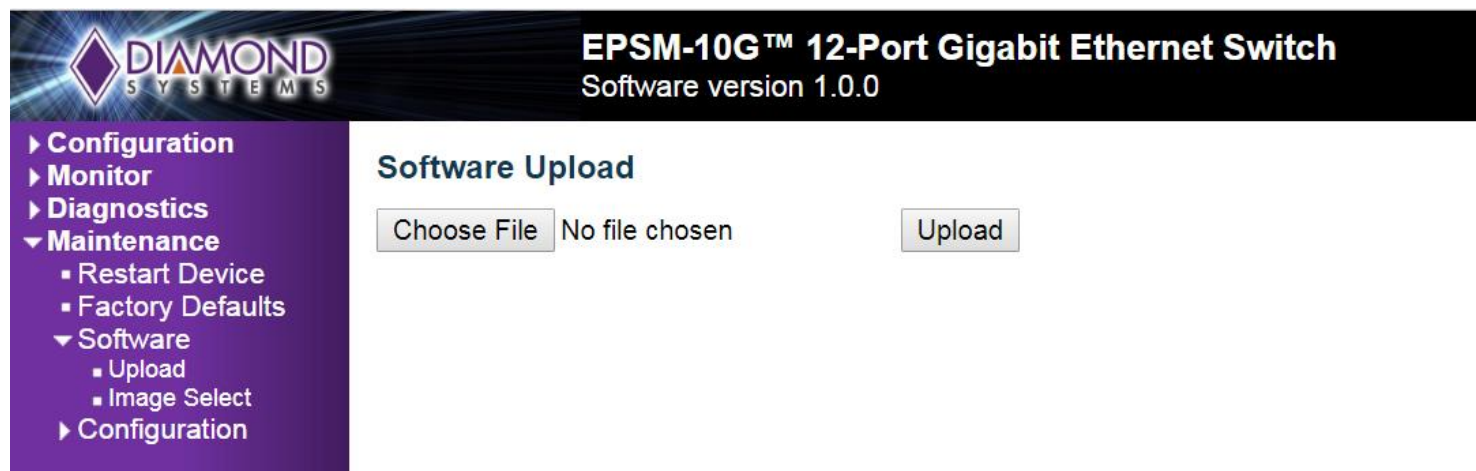 DIAMOND
SYSTEMS
EPSM-10G™ 12-Port Gigabit Ethernet Switch
Software version 1.0.0
Configuration
Monitor
Diagnostics
Maintenance
Restart Device
Factory Defaults
Software
Upload
Image Select
Configuration
Software Upload
Choose File No file chosen Upload